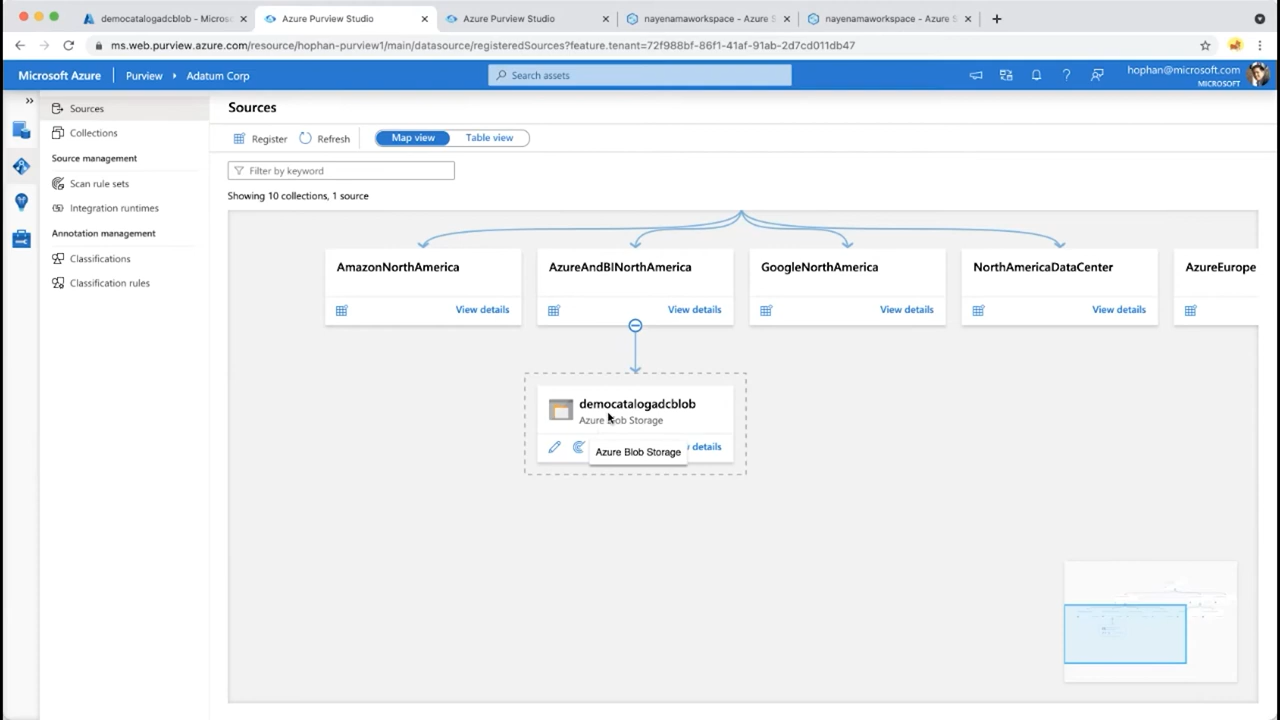 democatalogadcblob - Micros
Azure Purview Studio
Azure Purview Studio
nayenamaworkspace - Azure S
nayenamaworkspace - Azure S
ms.web.purview.azure.com/resource/hophan-purview1/main/datasource/registeredSources?feature.tenant=72f988bf-86f1-41af-91ab-2d7cd011db47
Microsoft Azure
Purview
Adatum Corp
Search assets
hophan@microsoft.com
MICROSOFT
Sources
Collections
Source management
Scan rule sets
Integration runtimes
Annotation management
Classifications
Classification rules
Sources
Register
Refresh
Map view
Table view
Filter by keyword
Showing 10 collections, 1 source
AmazonNorthAmerica
View details
AzureAndBINorthAmerica
View details
GoogleNorthAmerica
View details
NorthAmericaDataCenter
View details
AzureEurope
democatalogadcblob
Azure Blob Storage
details
Azure Blob Storage